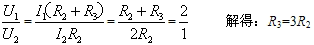 U₁/U₂ = I₁(R₂+R₃)/I₂R₂ = (R₂+R₃)/2R₂ = 2/1 解得：R₃=3R₂